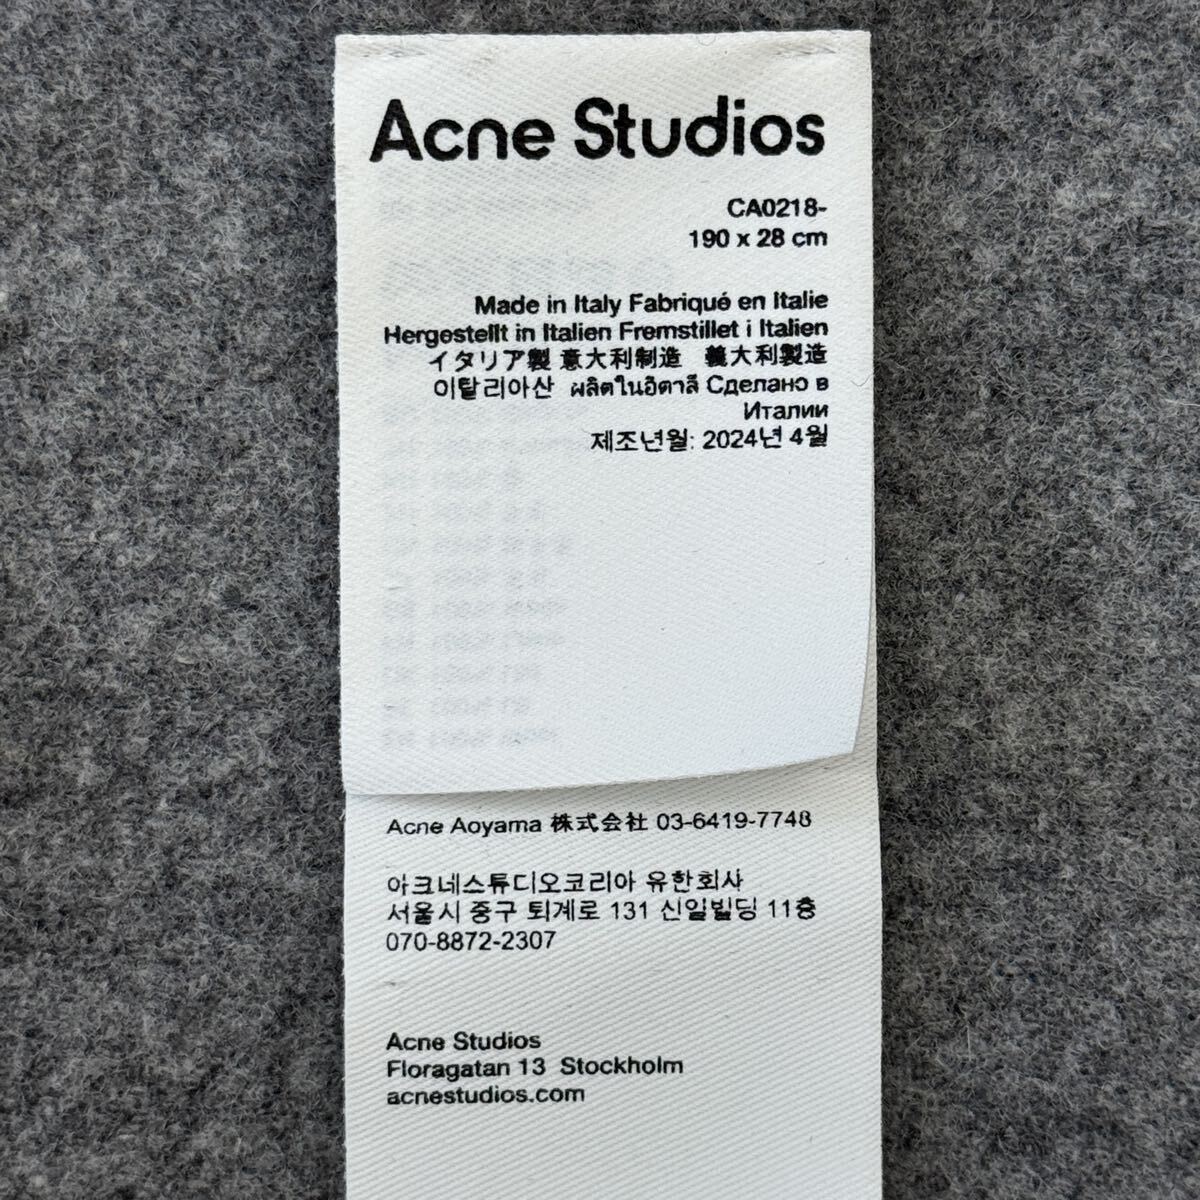 Acne Studios
CA0218-
190 x 28 cm
Made in Italy Fabriqué en Italie
Hergestellt in Italien Fremstillet i Italien
イタリア製 意大利制造 義大利製造
이탈리아산 ผลิตในอิตาลี Сделано в
Италии
제조년월: 2024년 4월
Acne Aoyama 株式会社 03-6419-7748
아크네스튜디오코리아 유한회사
서울시 중구 퇴계로 131 신일빌딩 11층
070-8872-2307
Acne Studios
Floragatan 13 Stockholm
acnestudios.com